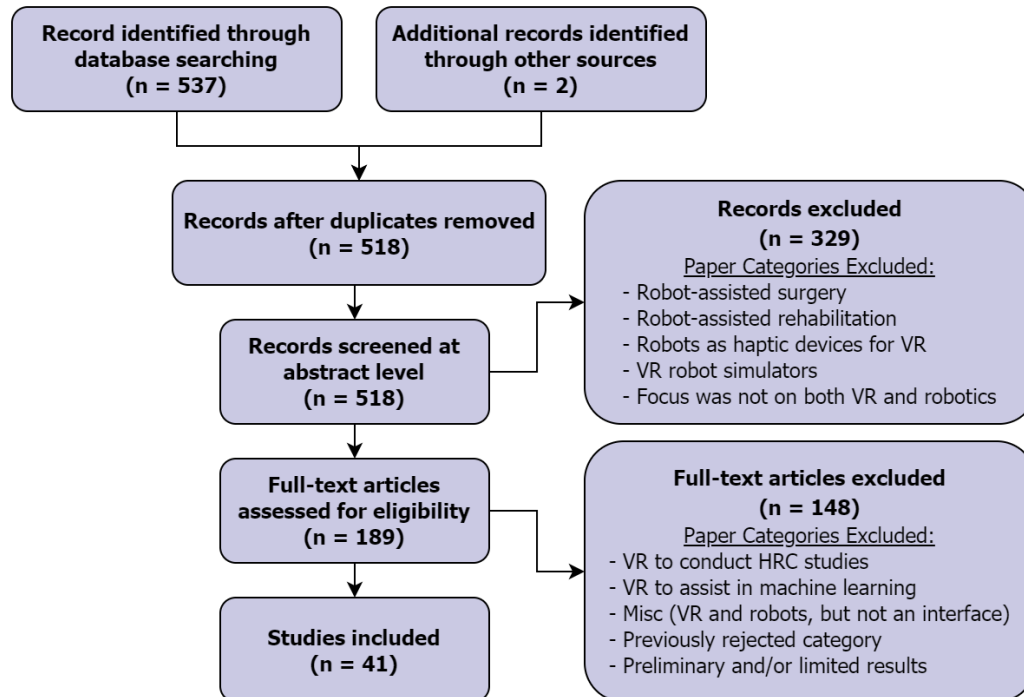 Record identified through
database searching
(n = 537)
Additional records identified
through other sources
(n = 2)
Records after duplicates removed
(n = 518)
Records screened at
abstract level
(n = 518)
Records excluded
(n = 329)
Paper Categories Excluded:
- Robot-assisted surgery
- Robot-assisted rehabilitation
- Robots as haptic devices for VR
- VR robot simulators
- Focus was not on both VR and robotics
Full-text articles
assessed for eligibility
(n = 189)
Full-text articles excluded
(n = 148)
Paper Categories Excluded:
- VR to conduct HRC studies
- VR to assist in machine learning
- Misc (VR and robots, but not an interface)
- Previously rejected category
- Preliminary and/or limited results
Studies included
(n = 41)